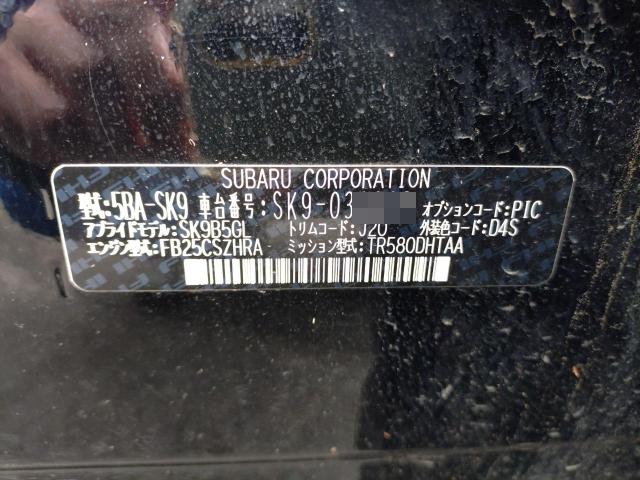 SUBARU CORPORATION
型式:5BA-SK9 車台番号:SK9-03 オプションコード:PIC
アプライドモデル:SK9B5GL トリムコード:J20 外装色コード:D4S
エンジン型式:FB25CSZHRA ミッション型式:TR580DHTAA